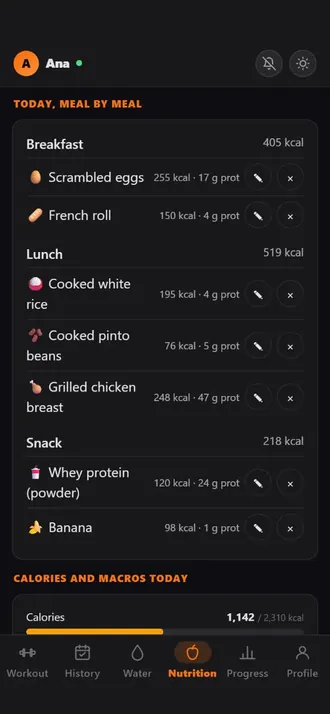 A Ana
TODAY, MEAL BY MEAL
Breakfast 405 kcal
Scrambled eggs 255 kcal · 17 g prot ×
French roll 150 kcal · 4 g prot ×
Lunch 519 kcal
Cooked white
rice 195 kcal · 4 g prot ×
Cooked pinto
beans 76 kcal · 5 g prot ×
Grilled chicken
breast 248 kcal · 47 g prot ×
Snack 218 kcal
Whey protein
(powder) 120 kcal · 24 g prot ×
Banana 98 kcal · 1 g prot ×
CALORIES AND MACROS TODAY
Calories 1,142 / 2,310 kcal
Workout History Water Nutrition Progress Profile